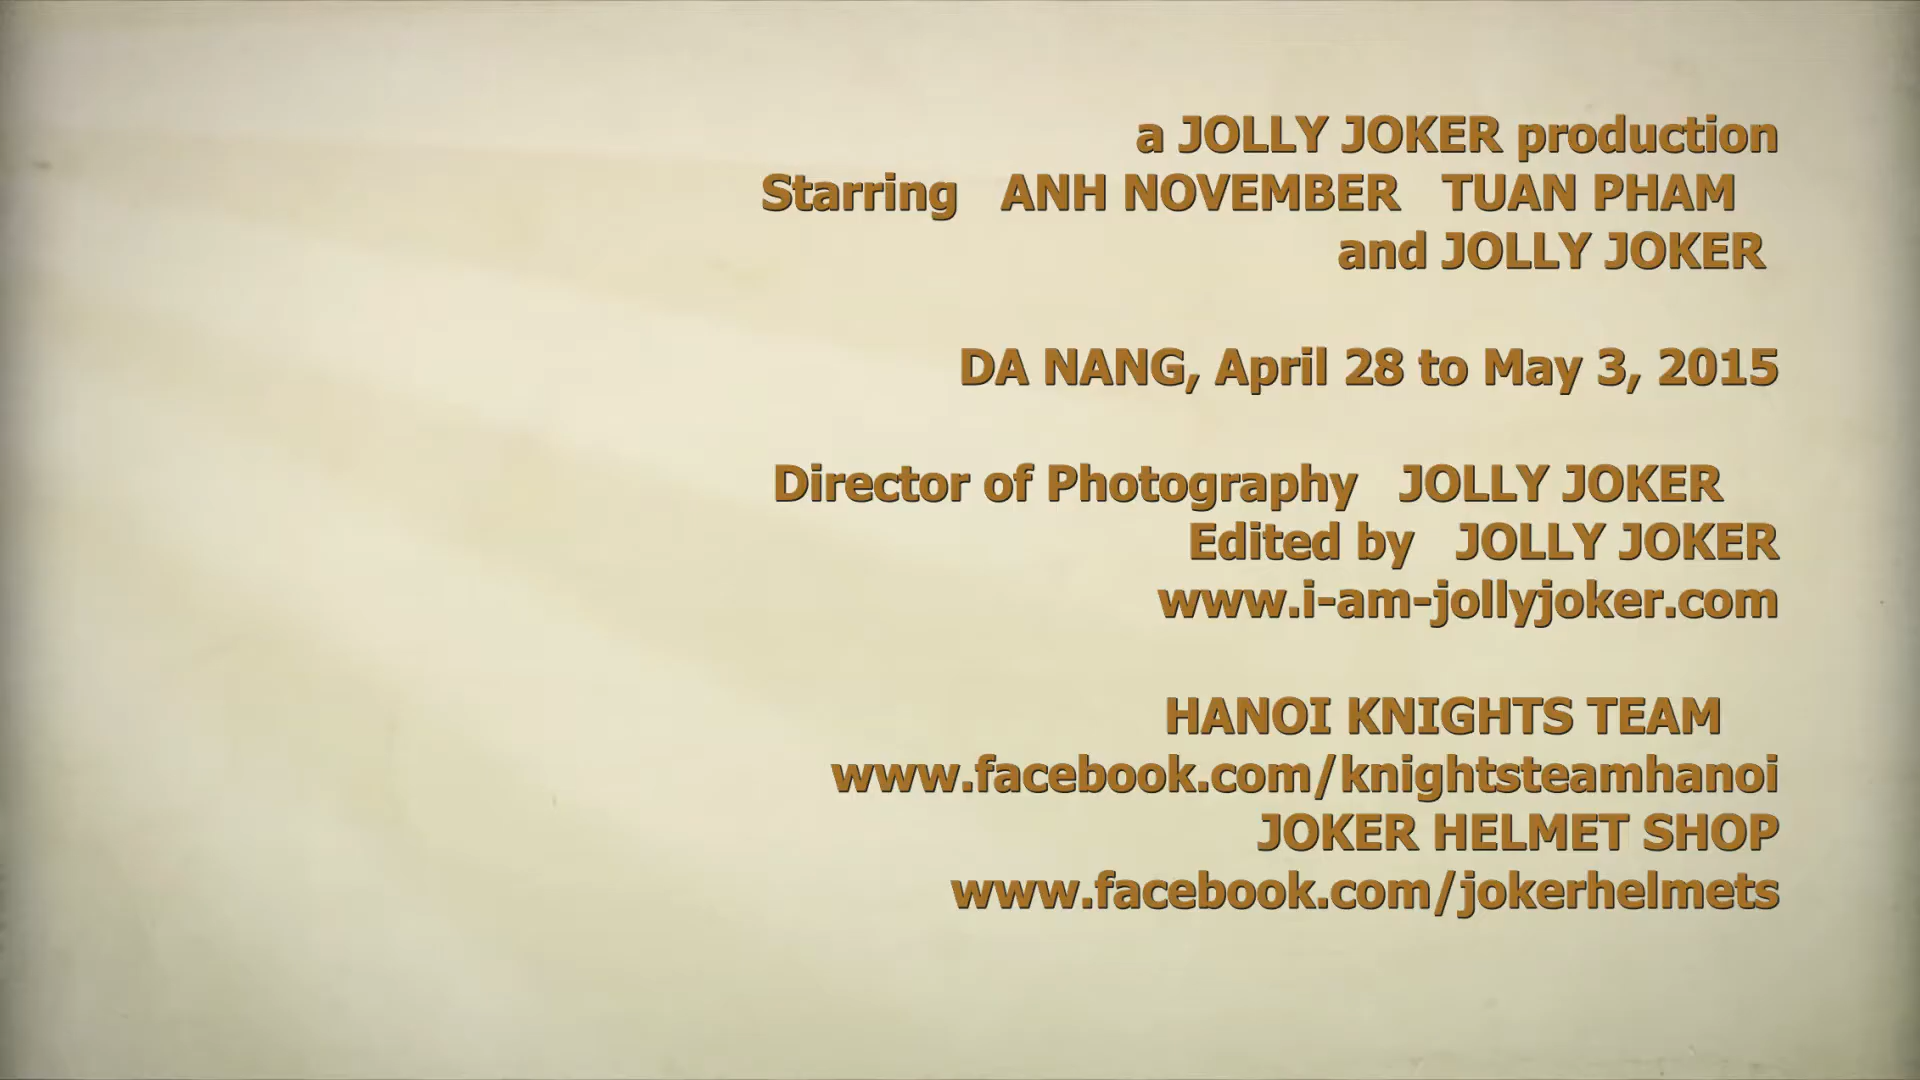 a JOLLY JOKER production
Starring ANH NOVEMBER TUAN PHAM
and JOLLY JOKER
DA NANG, April 28 to May 3, 2015
Director of Photography JOLLY JOKER
Edited by JOLLY JOKER
www.i-am-jollyjoker.com
HANOI KNIGHTS TEAM
www.facebook.com/knightsteamhanoi
JOKER HELMET SHOP
www.facebook.com/jokerhelmets